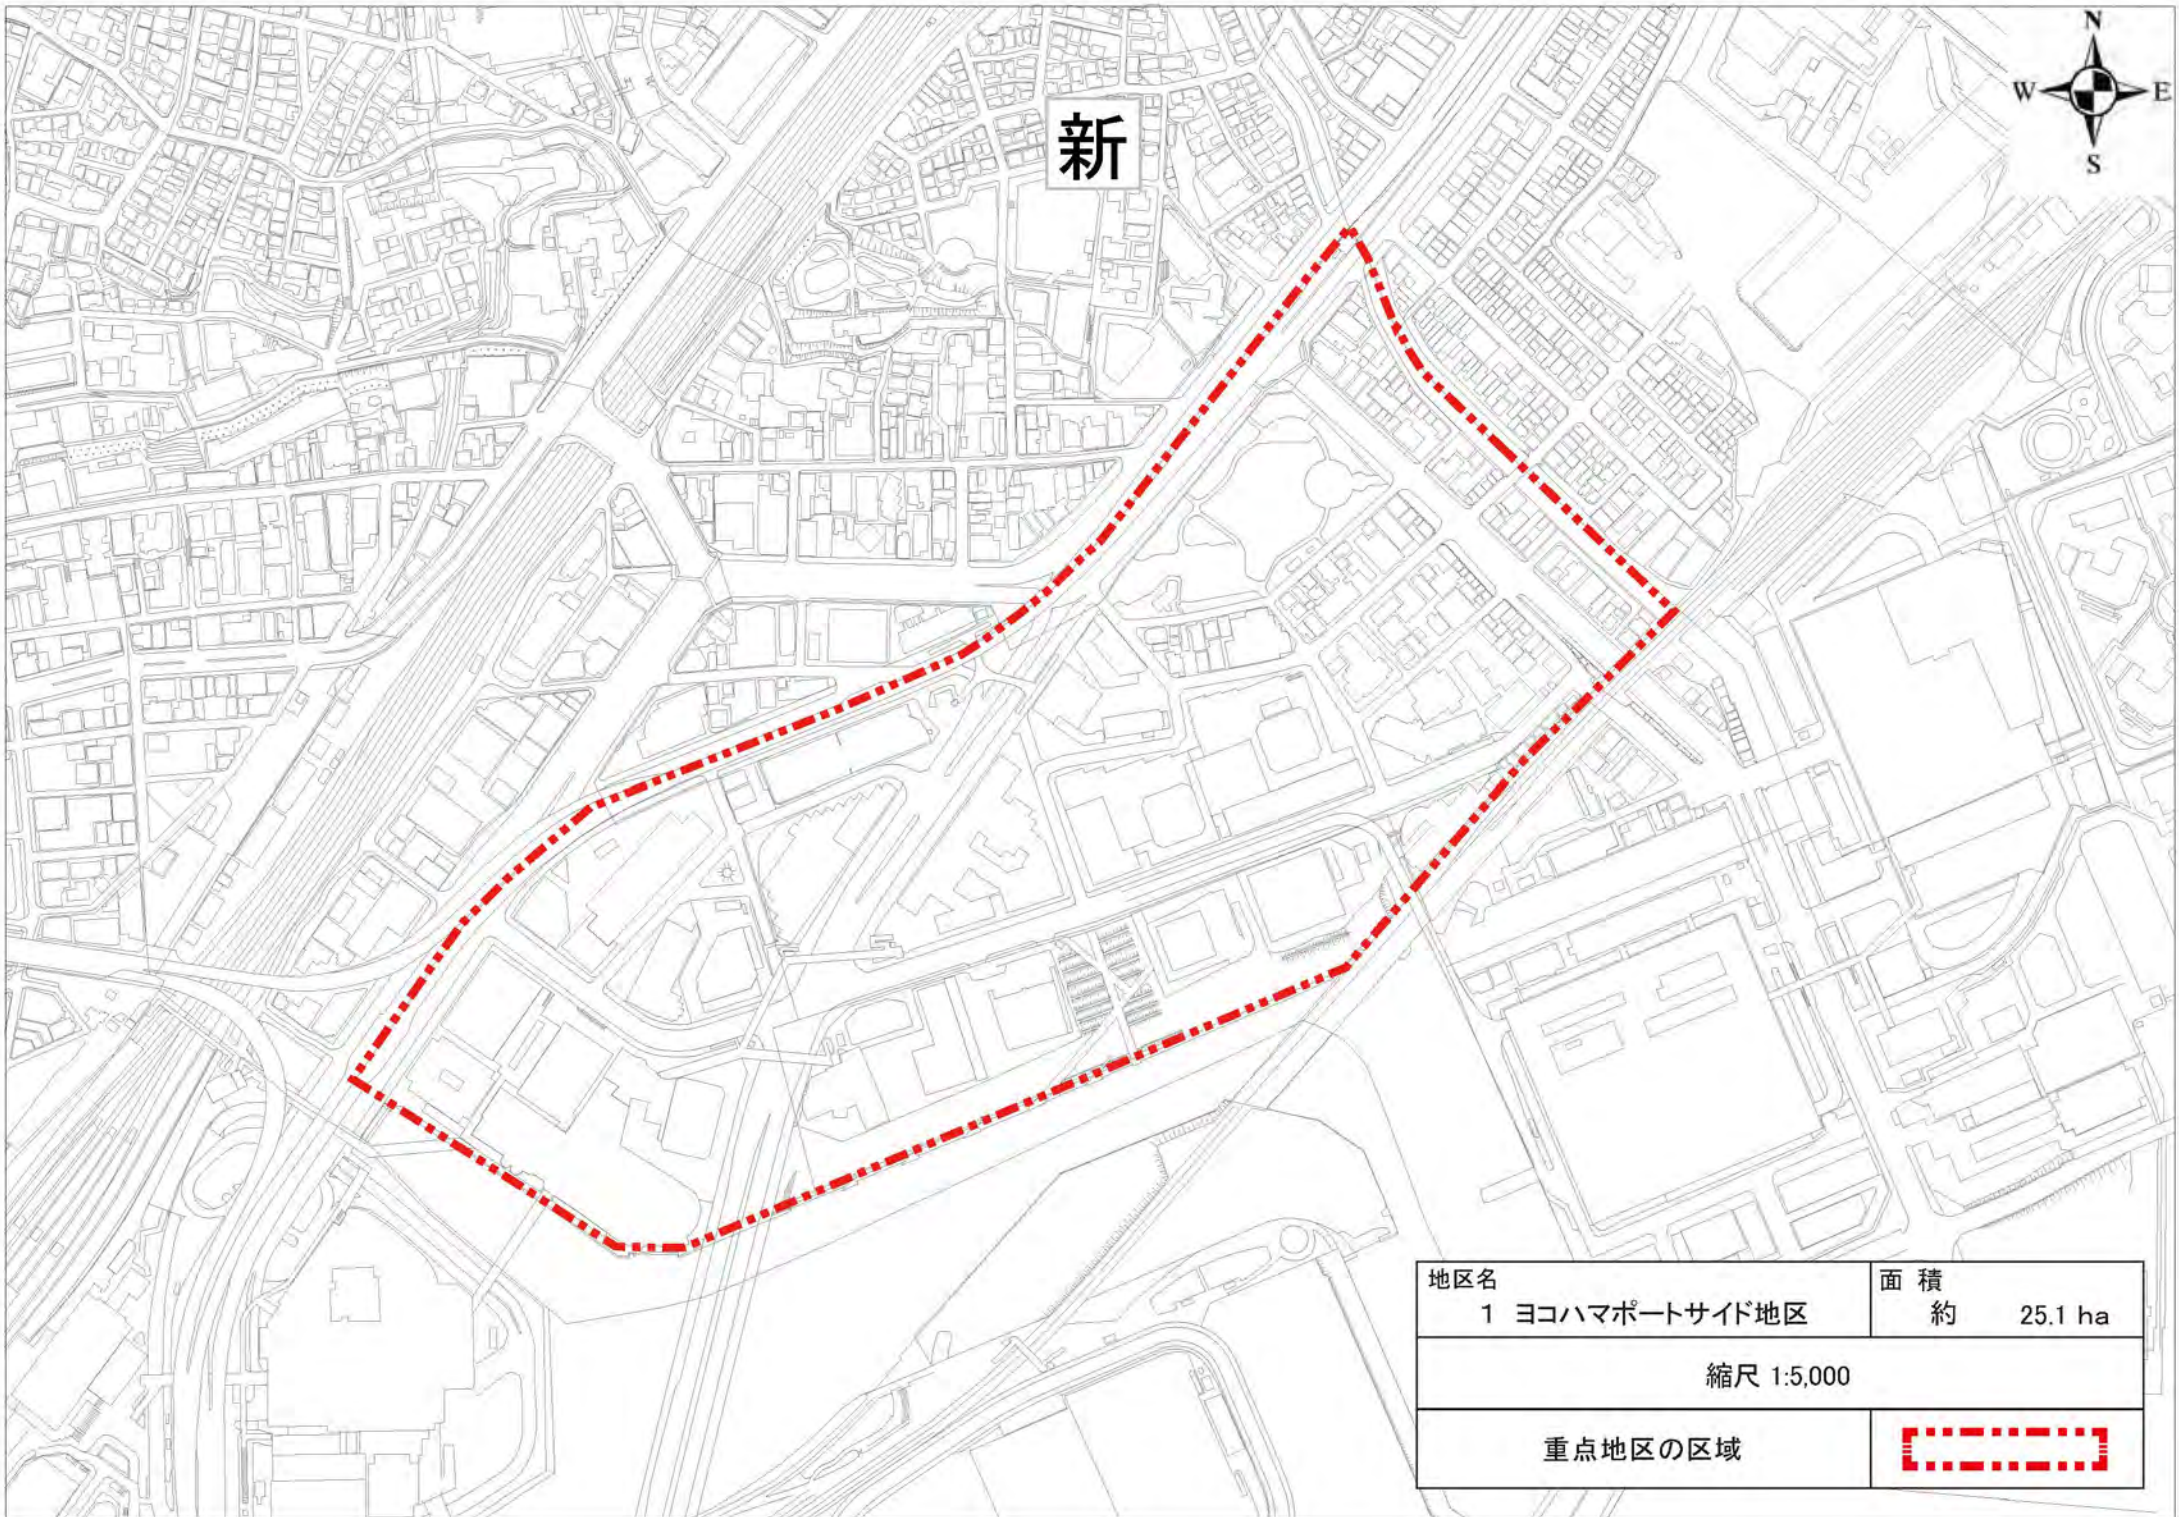 N
W E
S
新
地区名
1 ヨコハマポートサイド地区
面 積
約 25.1 ha
縮尺 1:5,000
重点地区の区域